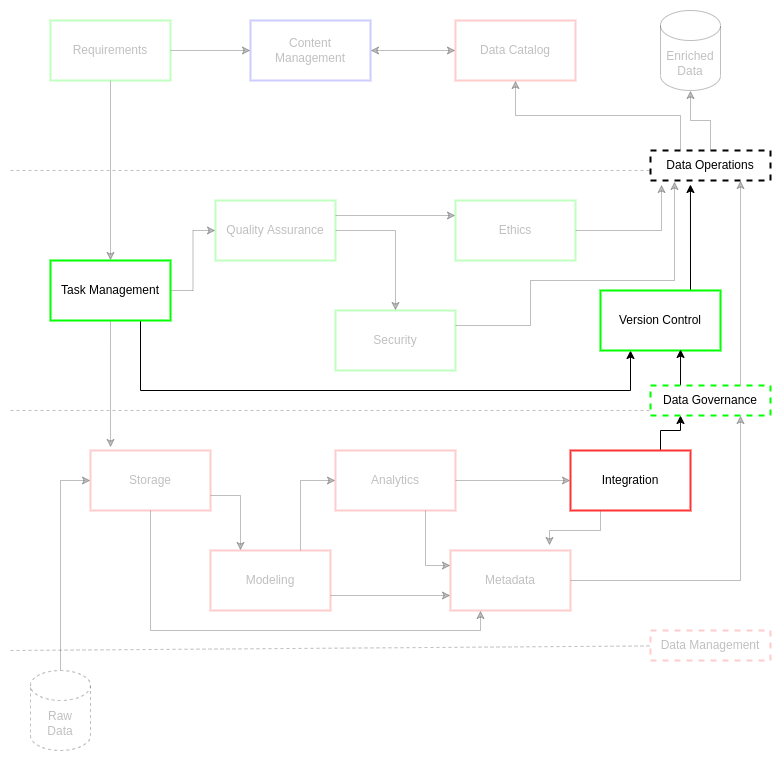 Requirements
Content
Management
Data Catalog
Enriched
Data
Data Operations
Quality Assurance
Ethics
Task Management
Security
Version Control
Data Governance
Storage
Analytics
Integration
Modeling
Metadata
Data Management
Raw
Data